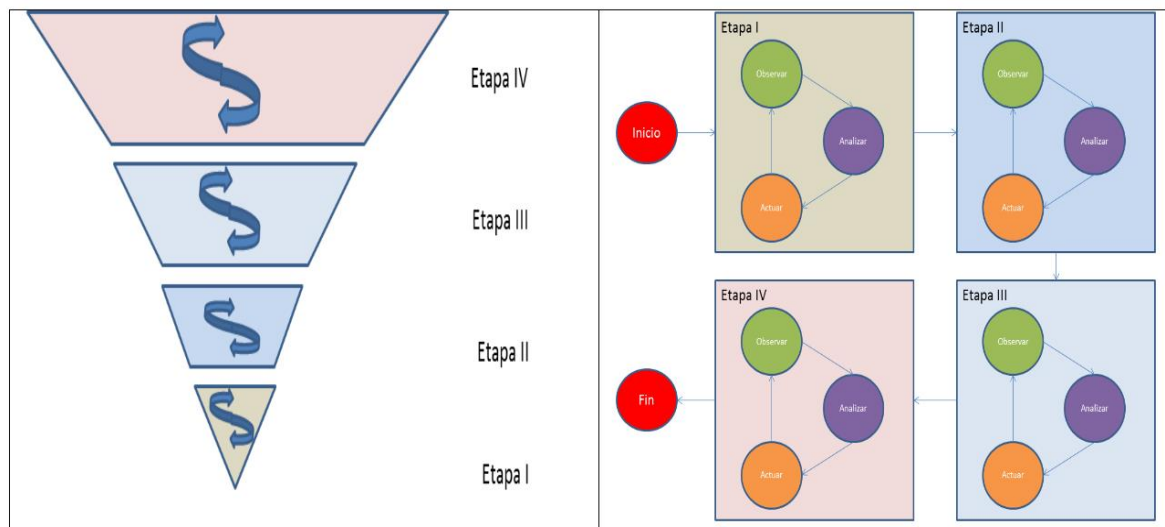 Etapa IV
Etapa III
Etapa II
Etapa I
Etapa I
Observar
Analizar
Actuar
Inicio
Etapa II
Observar
Analizar
Actuar
Etapa IV
Observar
Analizar
Actuar
Fin
Etapa III
Observar
Analizar
Actuar